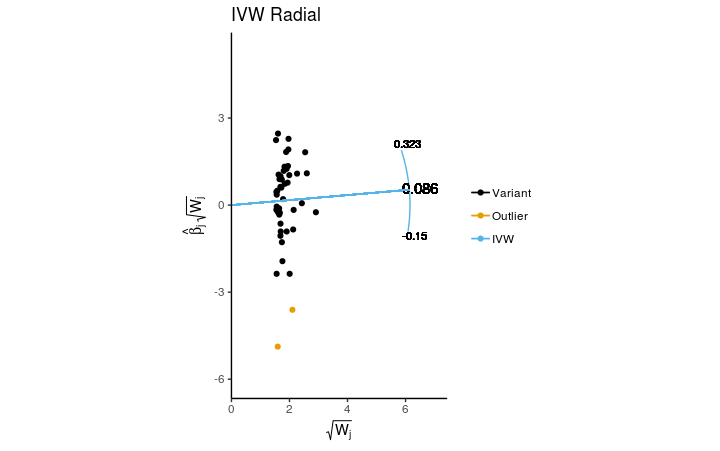 IVW Radial
3
0
-3
-6
β̂j√Wj
0 2 4 6
√Wj
0.323
0.086
-0.15
Variant
Outlier
IVW